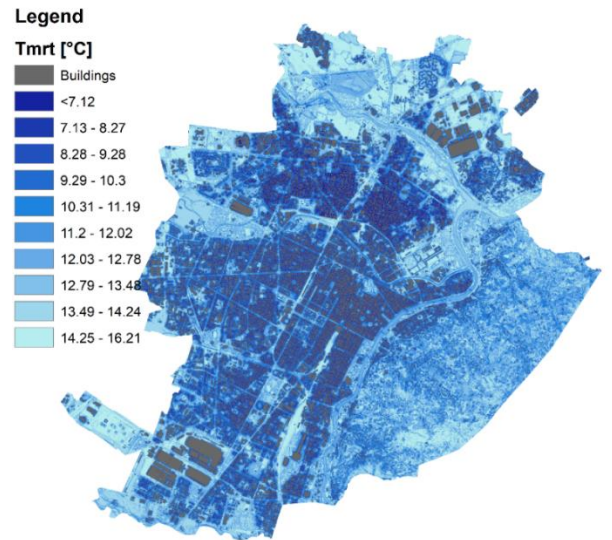 Legend
Tmrt [°C]
Buildings
<7.12
7.13 - 8.27
8.28 - 9.28
9.29 - 10.3
10.31 - 11.19
11.2 - 12.02
12.03 - 12.78
12.79 - 13.48
13.49 - 14.24
14.25 - 16.21